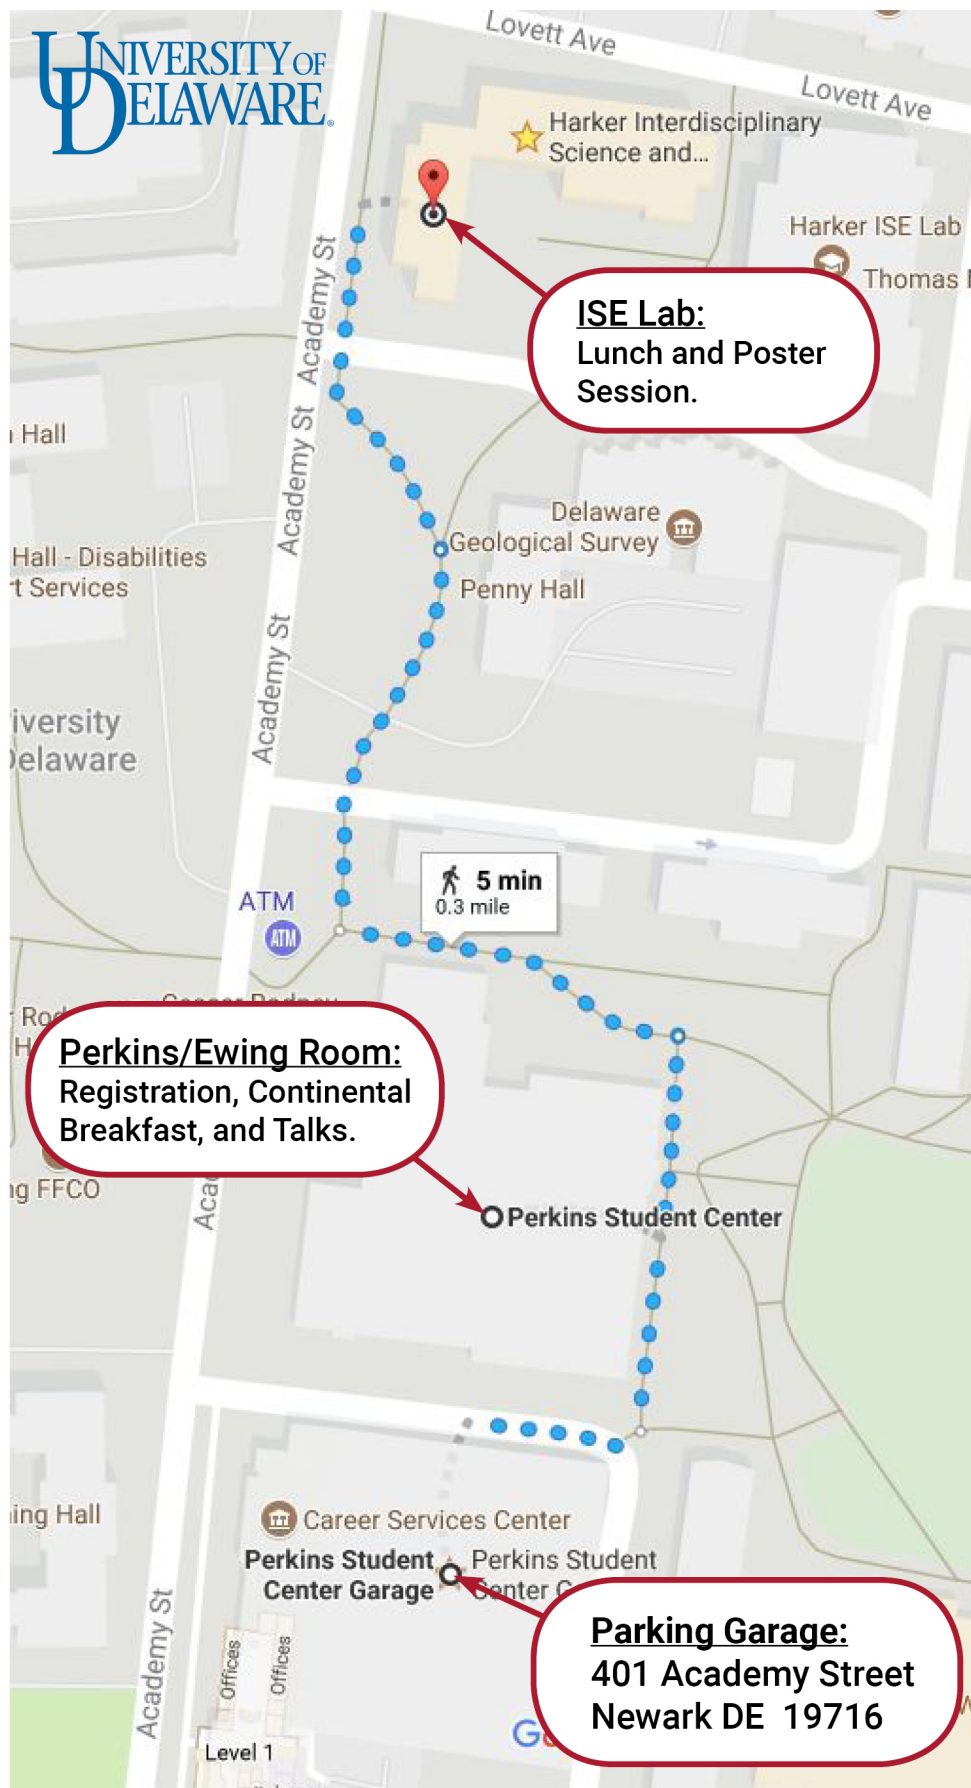 UNIVERSITY OF
DELAWARE
Lovett Ave
Lovett Ave
Harker Interdisciplinary
Science and...
Harker ISE Lab
Thomas
Academy St
ISE Lab:
Lunch and Poster
Session.
Hall
Academy St
Delaware
Geological Survey
Hall - Disabilities
rt Services
Penny Hall
Academy St
iversity
Delaware
5 min
0.3 mile
ATM
ATM
Perkins/Ewing Room:
Registration, Continental
Breakfast, and Talks.
ng FFCO
Perkins Student Center
Career Services Center
ing Hall
Perkins Student
Center Garage
Perkins Student
Center G
Academy St
Parking Garage:
401 Academy Street
Newark DE 19716
Offices
Offices
Level 1